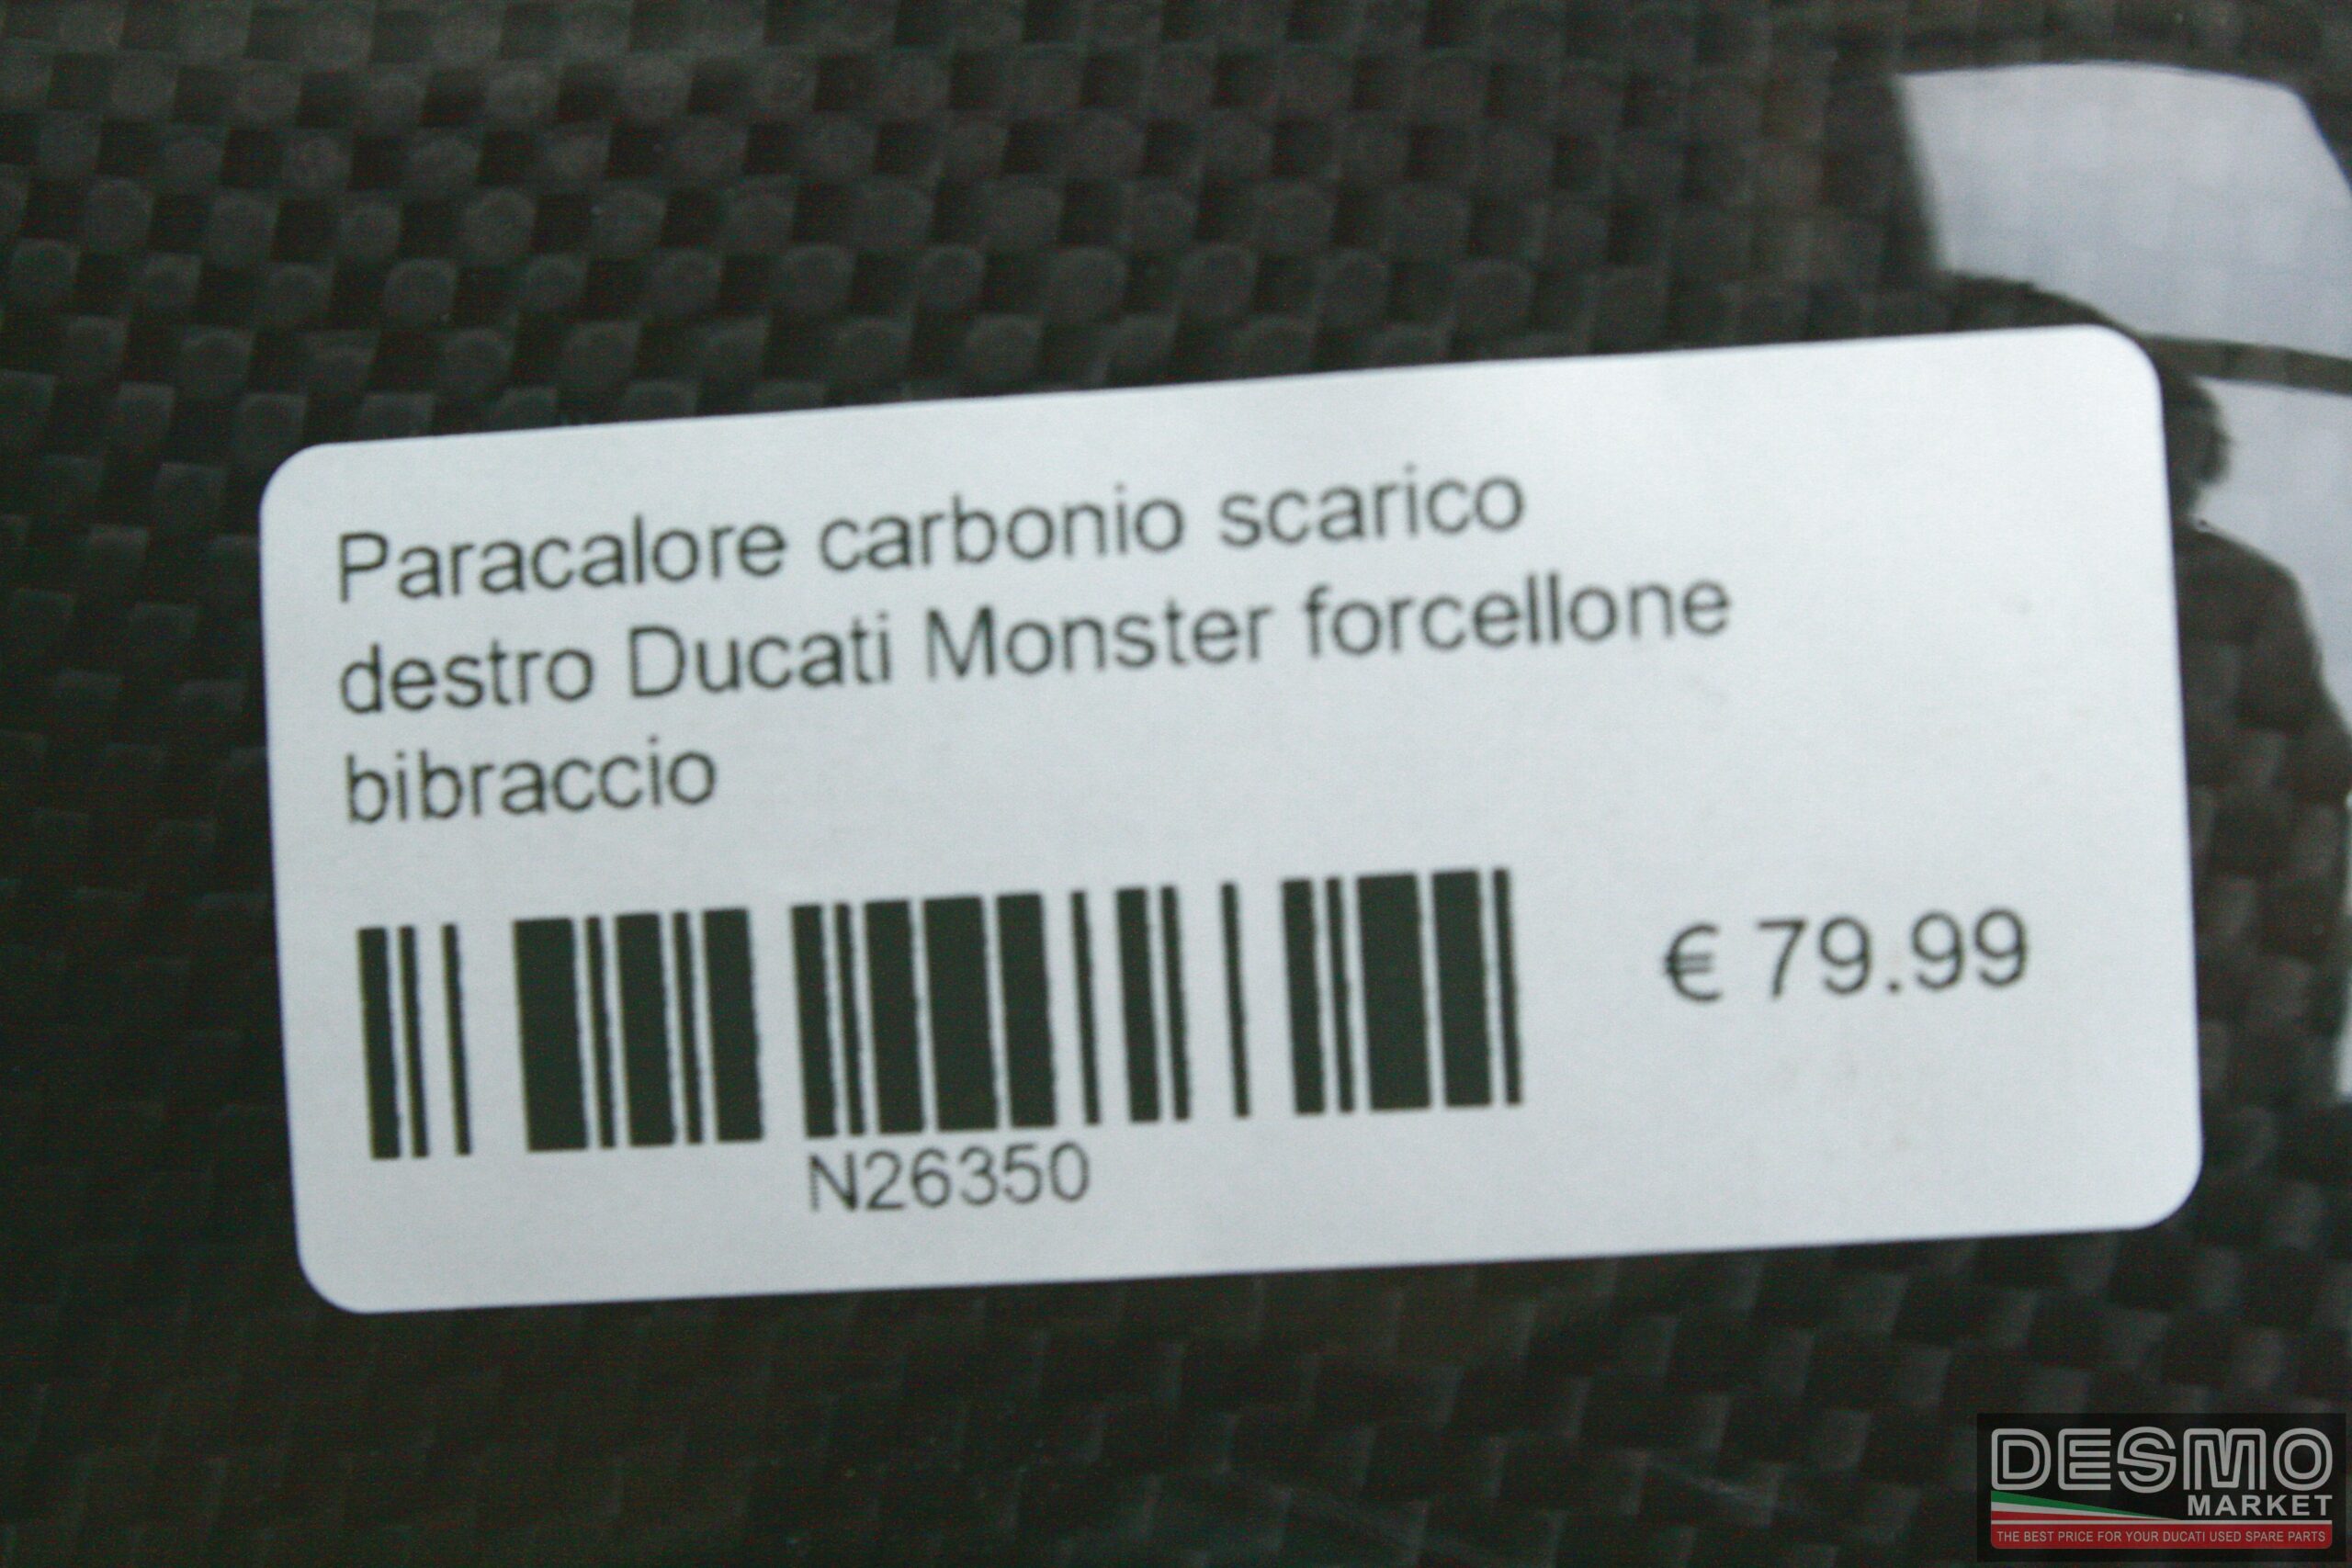 Paracalore carbonio scarico
destro Ducati Monster forcellone
bibraccio
€ 79.99
N26350
DESMO
MARKET
THE BEST PRICE FOR YOUR DUCATI USED SPARE PARTS